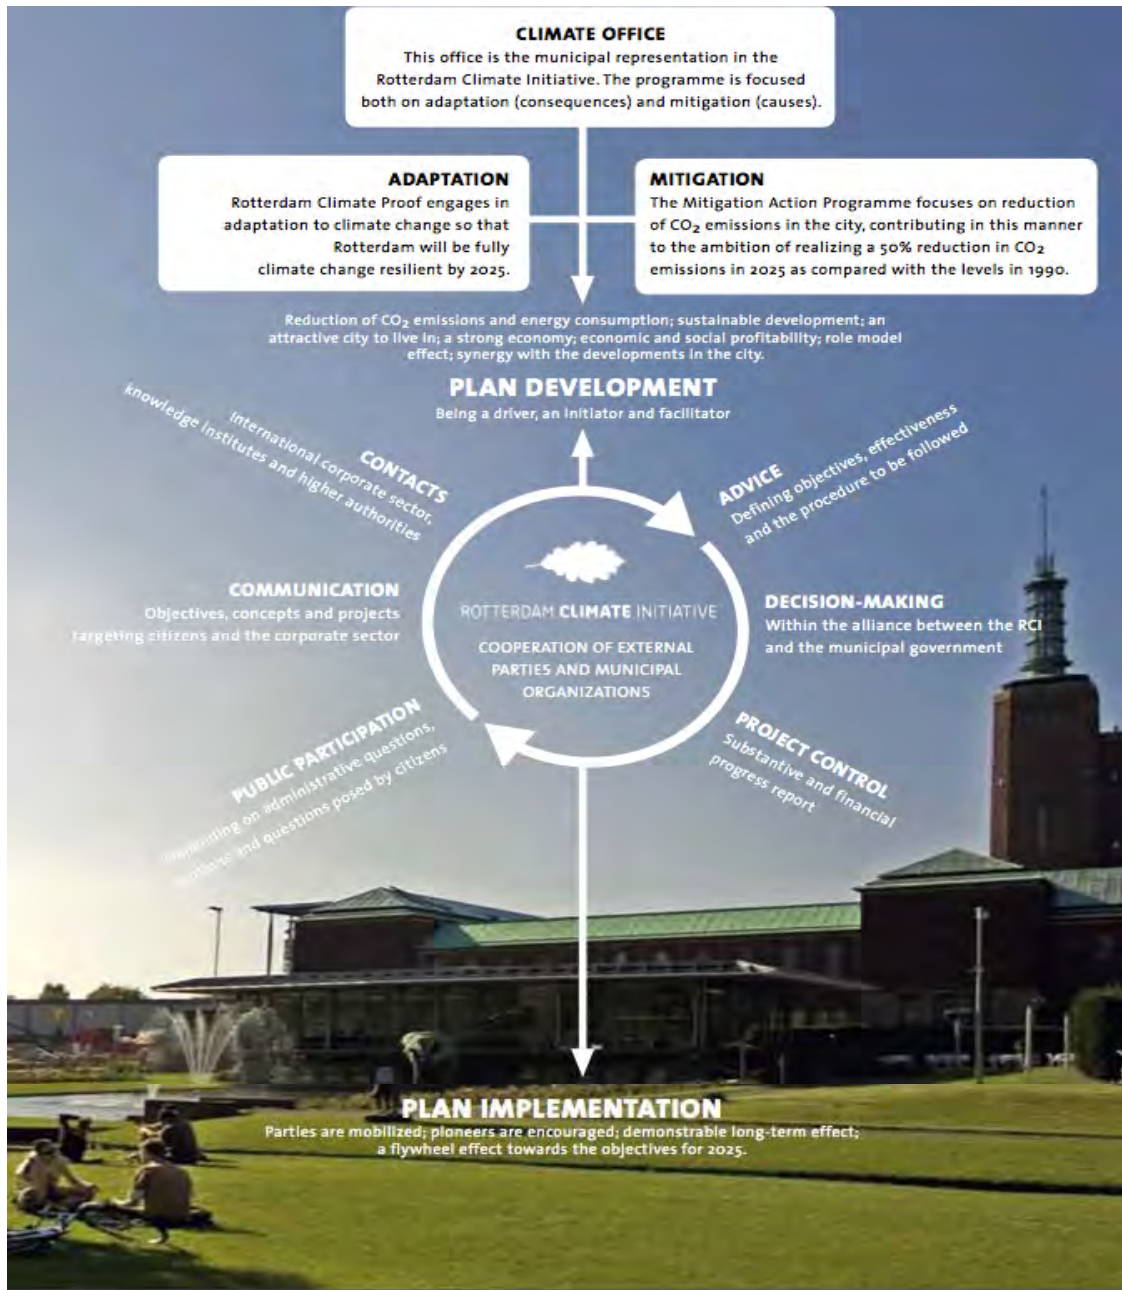 CLIMATE OFFICE
This office is the municipal representation in the
Rotterdam Climate Initiative. The programme is focused
both on adaptation (consequences) and mitigation (causes).
ADAPTATION
Rotterdam Climate Proof engages in
adaptation to climate change so that
Rotterdam will be fully
climate change resilient by 2025.
MITIGATION
The Mitigation Action Programme focuses on reduction
of CO₂ emissions in the city, contributing in this manner
to the ambition of realizing a 50% reduction in CO₂
emissions in 2025 as compared with the levels in 1990.
Reduction of CO₂ emissions and energy consumption; sustainable development; an
attractive city to live in; a strong economy; economic and social profitability; role model
effect; synergy with the developments in the city.
PLAN DEVELOPMENT
Being a driver, an initiator and facilitator
CONTACTS
International corporate sector,
knowledge institutes and higher authorities
ADVICE
Defining objectives, effectiveness
and the procedure to be followed
COMMUNICATION
Objectives, concepts and projects
targeting citizens and the corporate sector
ROTTERDAM CLIMATE INITIATIVE
COOPERATION OF EXTERNAL
PARTIES AND MUNICIPAL
ORGANIZATIONS
DECISION-MAKING
Within the alliance between the RCI
and the municipal government
PUBLIC PARTICIPATION
on administrative questions,
and questions posed by citizens
PROJECT CONTROL
Substantive and financial
progress report
PLAN IMPLEMENTATION
Parties are mobilized; pioneers are encouraged; demonstrable long-term effect;
a flywheel effect towards the objectives for 2025.